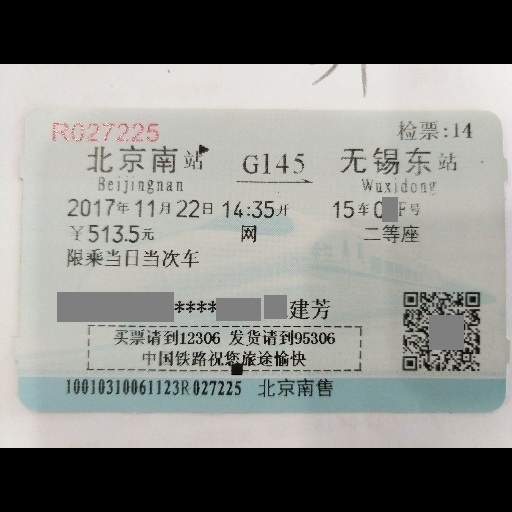 R027225 检票:14
北京南站 G145 无锡东站
Beijingnan Wuxidong
2017年11月22日 14:35开 15车0 号
￥513.5元 网 二等座
限乘当日当次车
**** 建芳
买票请到12306 发货请到95306
中国铁路祝您旅途愉快
10010310061123R027225 北京南售